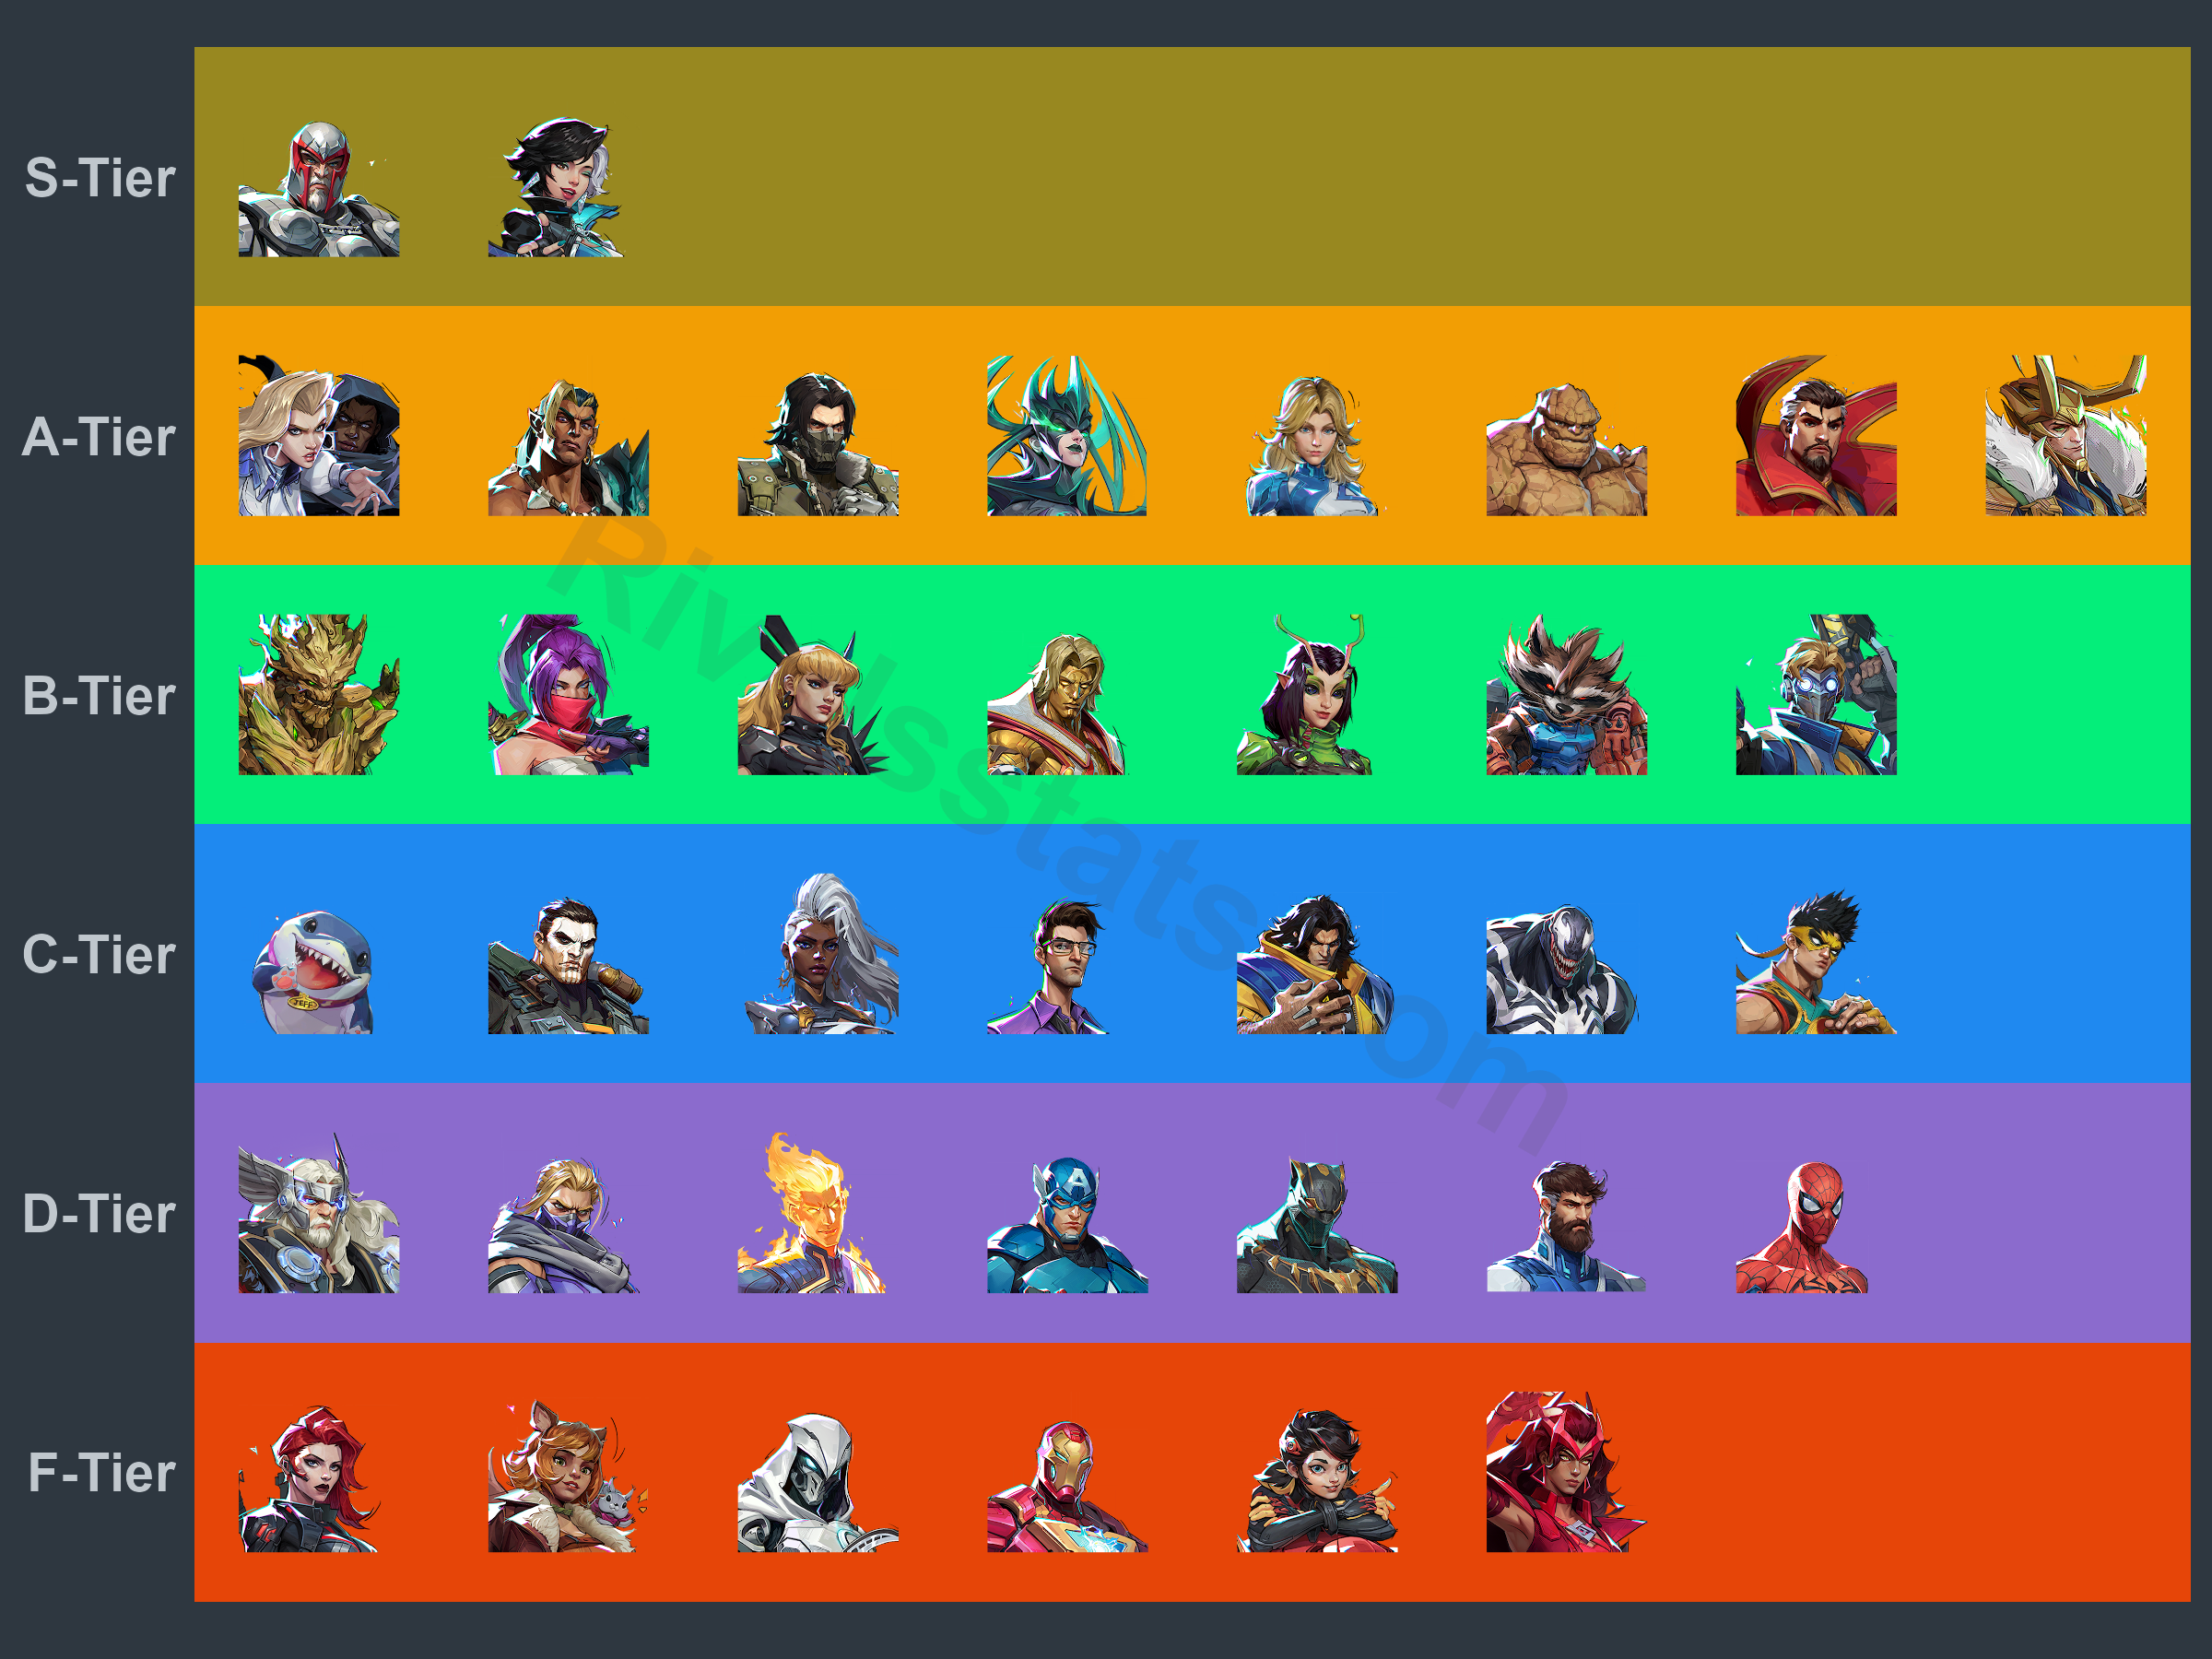 S-Tier
A-Tier
B-Tier
C-Tier
D-Tier
F-Tier
Rivalsstats.com
JEFF